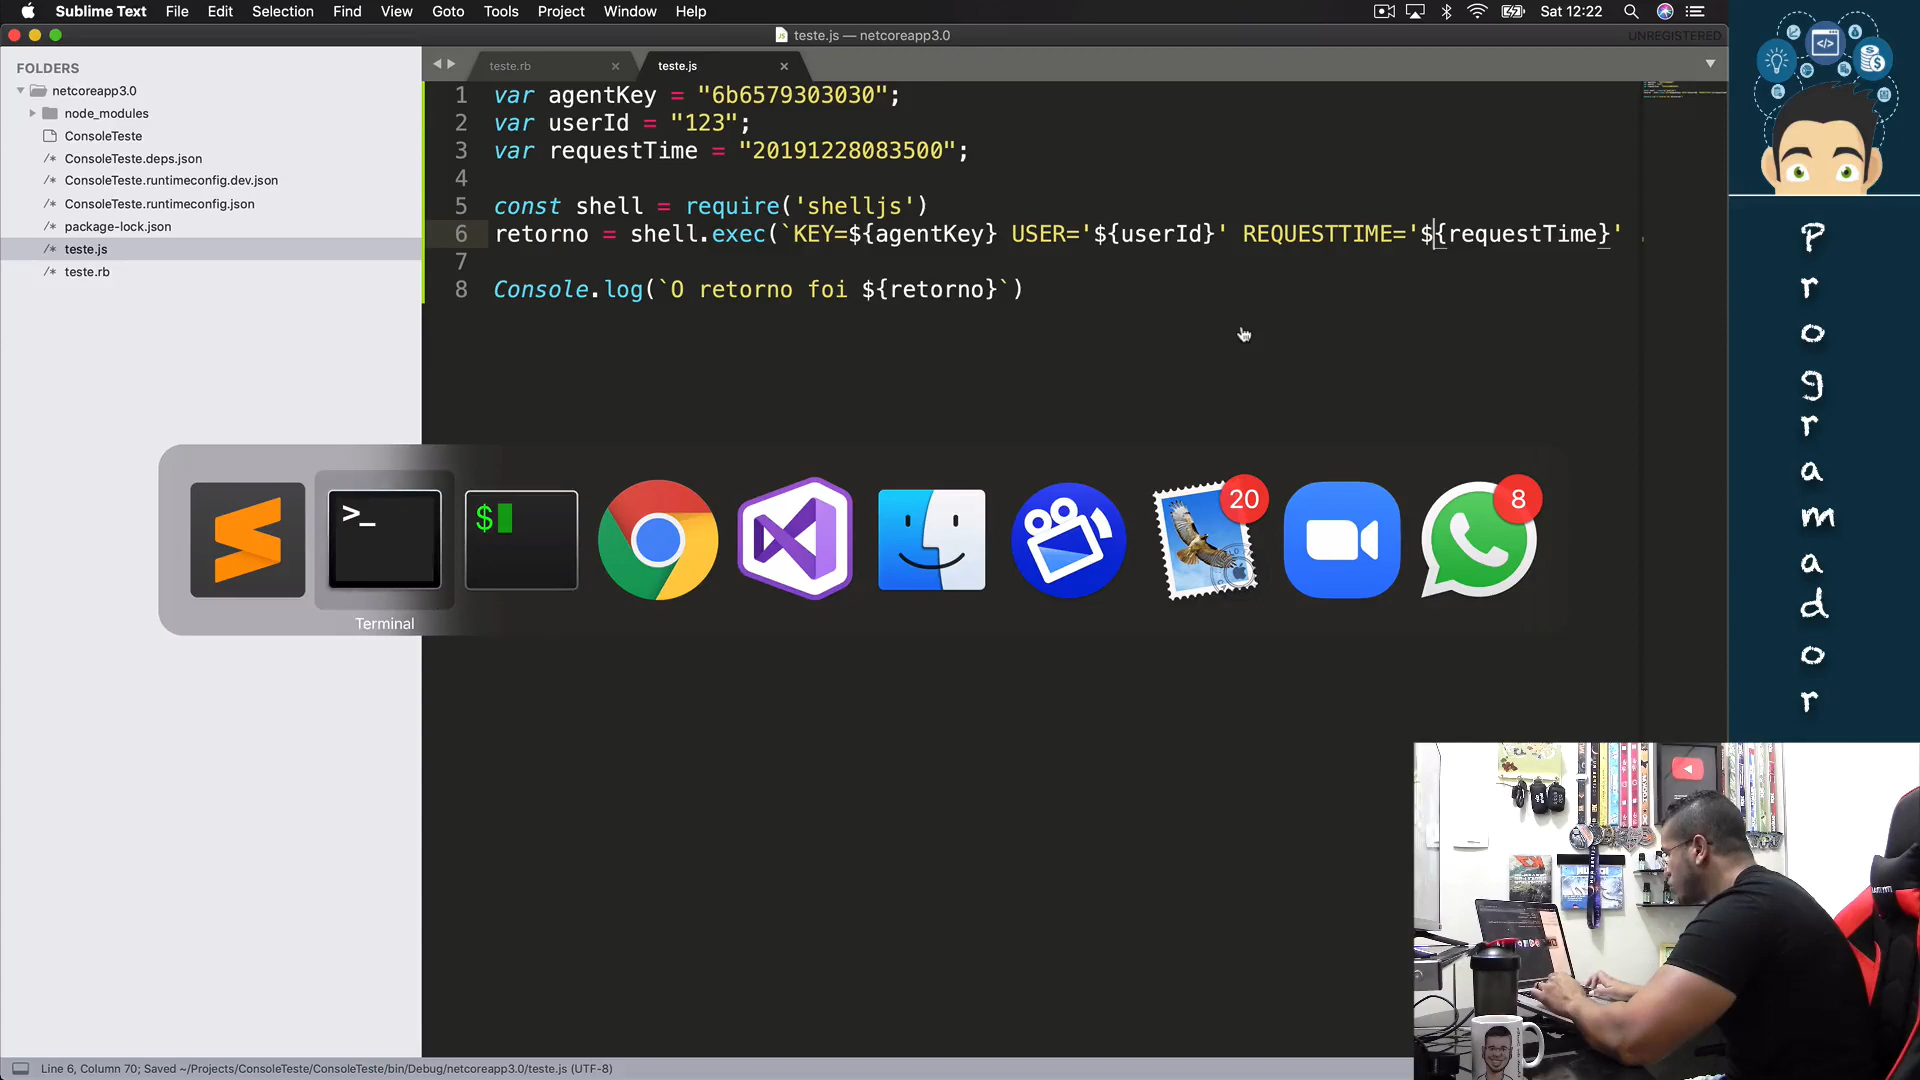 Sublime Text File Edit Selection Find View Goto Tools Project Window Help Sat 12:22
teste.js — netcoreapp3.0
UNREGISTERED
FOLDERS
netcoreapp3.0
node_modules
ConsoleTeste
ConsoleTeste.deps.json
ConsoleTeste.runtimeconfig.dev.json
ConsoleTeste.runtimeconfig.json
package-lock.json
teste.js
teste.rb
teste.rb
teste.js
1 var agentKey = "6b6579303030";
2 var userId = "123";
3 var requestTime = "20191228083500";
4
5 const shell = require('shelljs')
6 retorno = shell.exec(`KEY=${agentKey} USER='${userId}' REQUESTTIME='${requestTime}' .
7
8 Console.log(`O retorno foi ${retorno}`)
>_
$
20
8
Terminal
Programador
Line 6, Column 70; Saved ~/Projects/ConsoleTeste/ConsoleTeste/bin/Debug/netcoreapp3.0/teste.js (UTF-8)